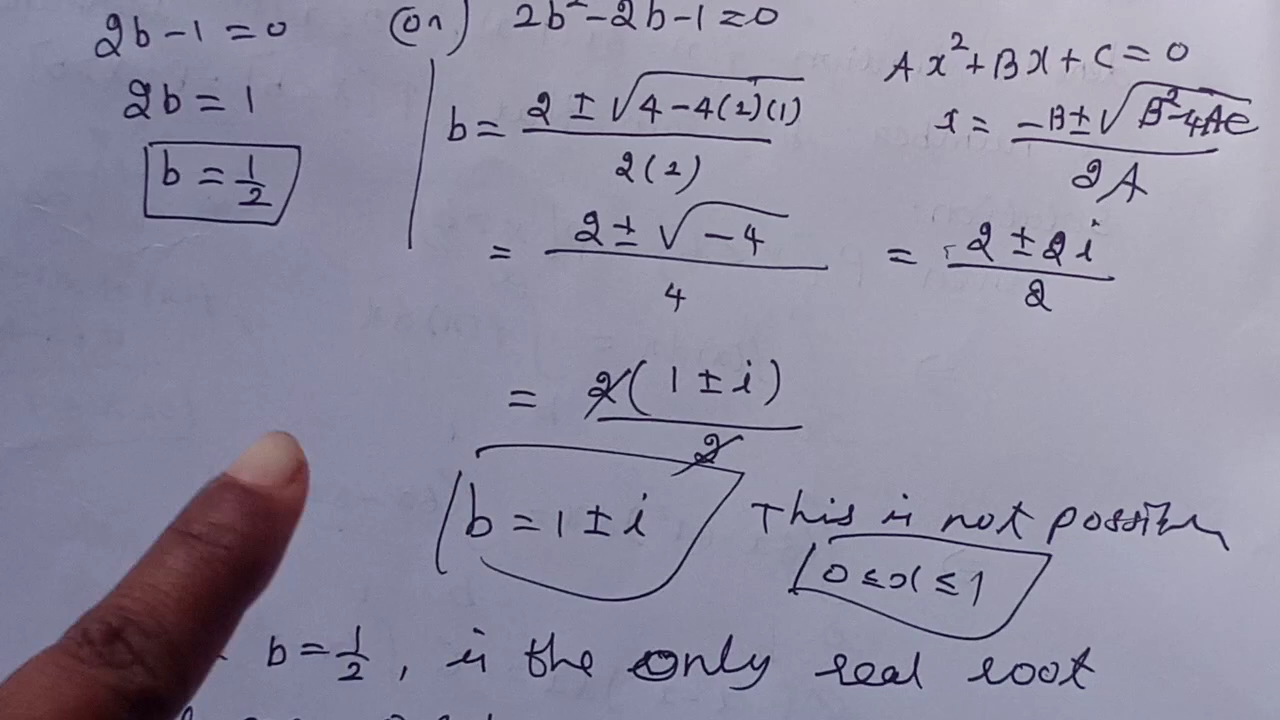 2b - 1 = 0 (or) 2b² - 2b - 1 = 0
2b = 1
b = 1/2
b = 2 ± √4 - 4(2)(1) / 2(2)
= 2 ± √-4 / 4
Ax² + Bx + C = 0
x = -B ± √B² - 4AC / 2A
= 2 ± 2i / 2
= 2(1 ± i) / 2
b = 1 ± i This is not possible
0 ≤ x ≤ 1
b = 1/2, is the only real root